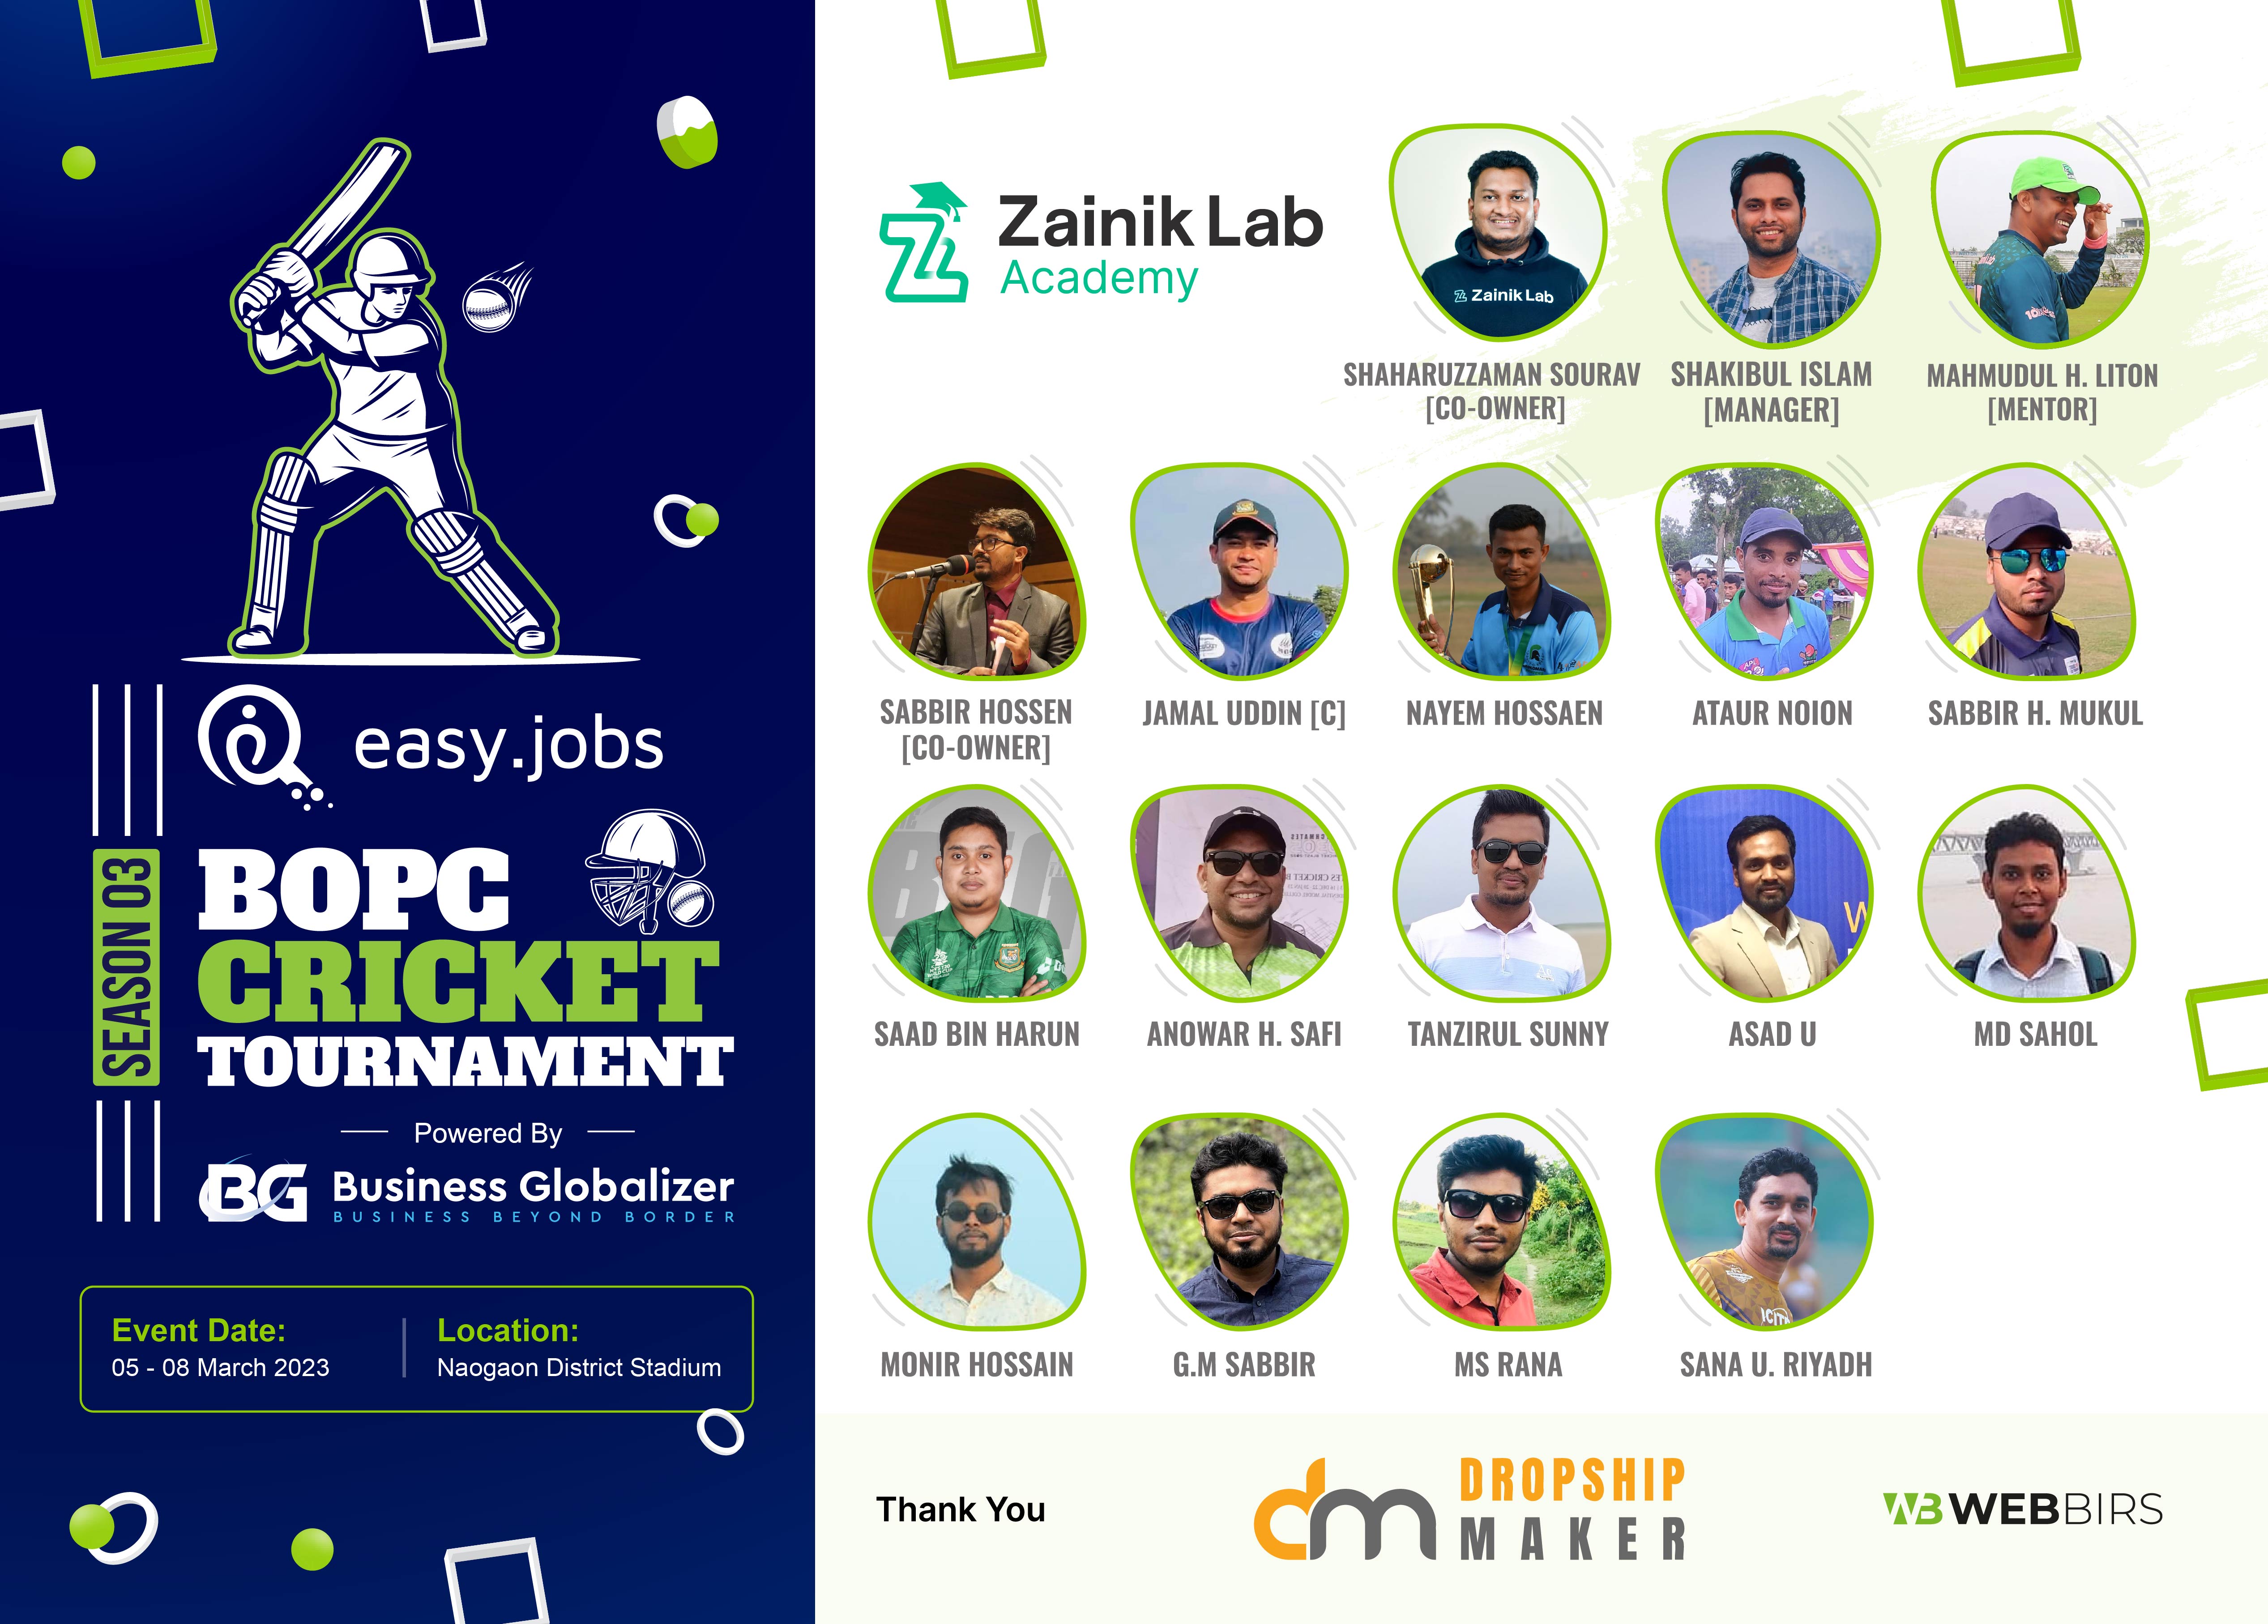 easy.jobs
SEASON 03
BOPC
CRICKET
TOURNAMENT
Powered By
BG Business Globalizer
BUSINESS BEYOND BORDER
Event Date:
05 - 08 March 2023
Location:
Naogaon District Stadium
Zainik Lab
Academy
Zainik Lab
SHAHARUZZAMAN SOURAV
[CO-OWNER]
SHAKIBUL ISLAM
[MANAGER]
MAHMUDUL H. LITON
[MENTOR]
SABBIR HOSSEN
[CO-OWNER]
JAMAL UDDIN [C]
NAYEM HOSSAEN
ATAUR NOION
SABBIR H. MUKUL
SAAD BIN HARUN
ANOWAR H. SAFI
TANZIRUL SUNNY
ASAD U
MD SAHOL
MONIR HOSSAIN
G.M SABBIR
MS RANA
SANA U. RIYADH
Thank You
dm DROPSHIP
MAKER
WB WEBBIRS